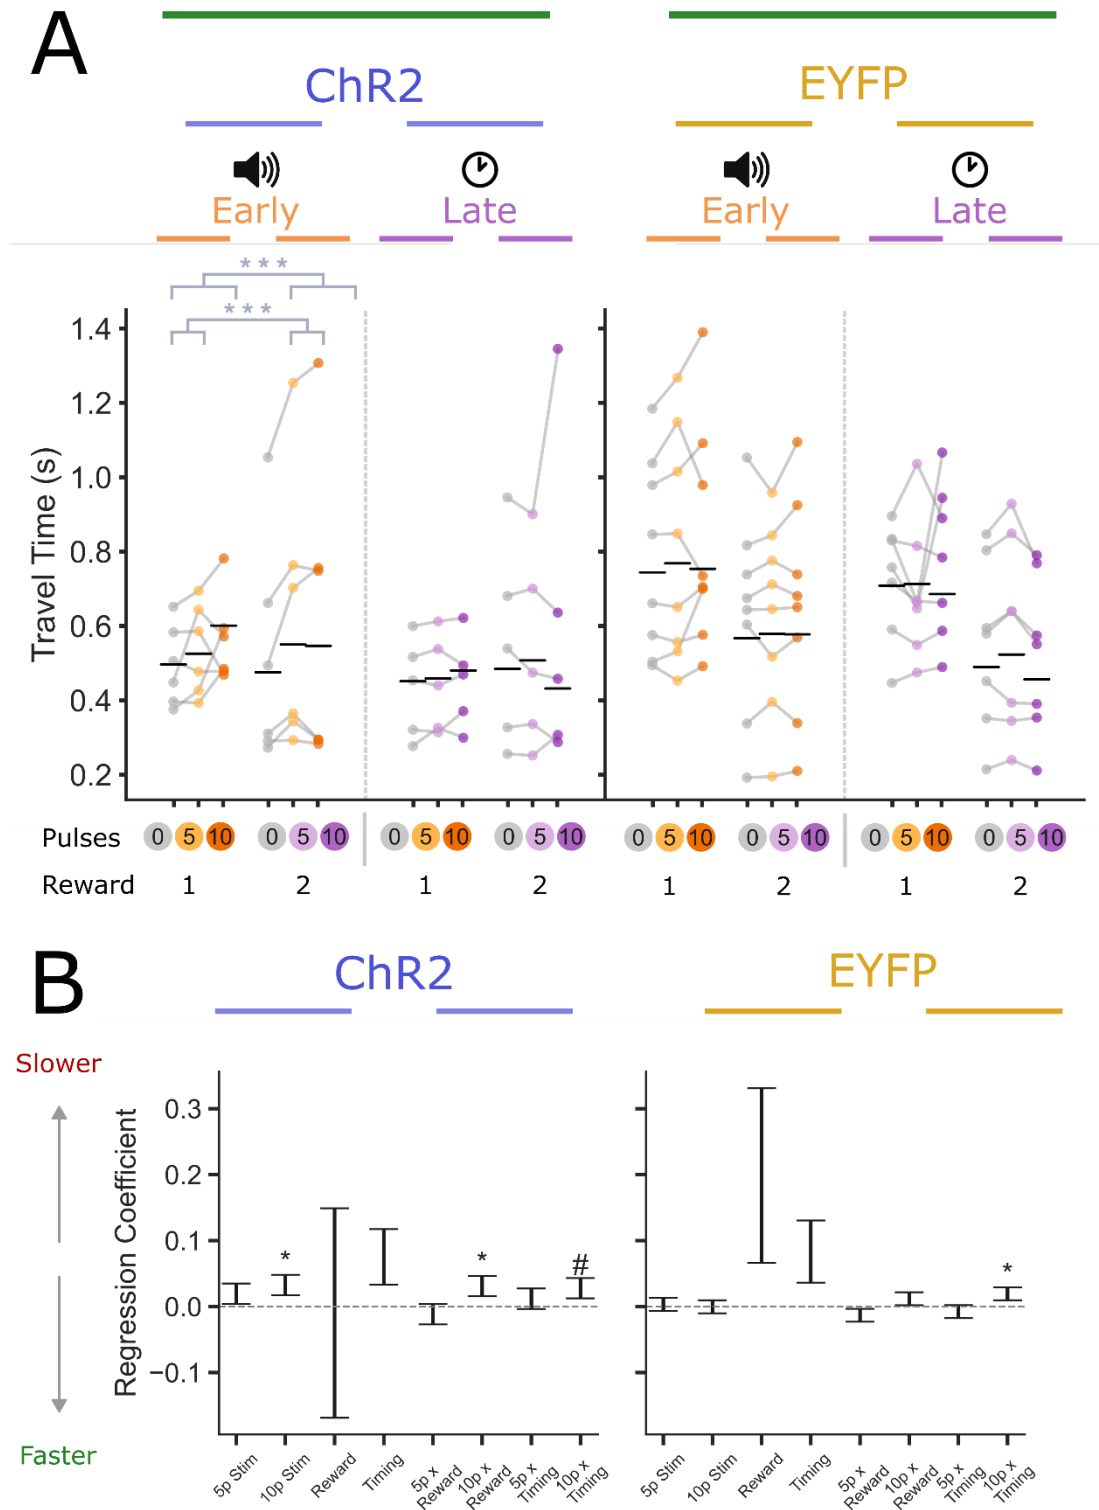 A
ChR2 EYFP
Early Late Early Late
* * *
* * *
Travel Time (s)
1.4
1.2
1.0
0.8
0.6
0.4
0.2
Pulses 0 5 10 0 5 10 0 5 10 0 5 10 0 5 10 0 5 10 0 5 10 0 5 10
Reward 1 2 1 2 1 2 1 2
B
ChR2 EYFP
Slower
Faster
Regression Coefficient
0.3
0.2
0.1
0.0
−0.1
* * # *
5p Stim
10p Stim
Reward
Timing
5p x Reward
10p x Reward
5p x Timing
10p x Timing
5p Stim
10p Stim
Reward
Timing
5p x Reward
10p x Reward
5p x Timing
10p x Timing